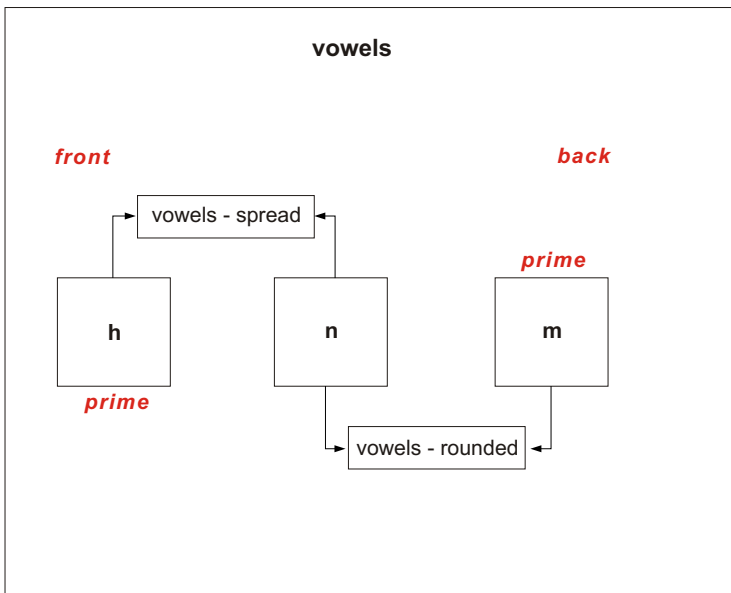 vowels
front
back
vowels - spread
prime
h
n
m
prime
vowels - rounded